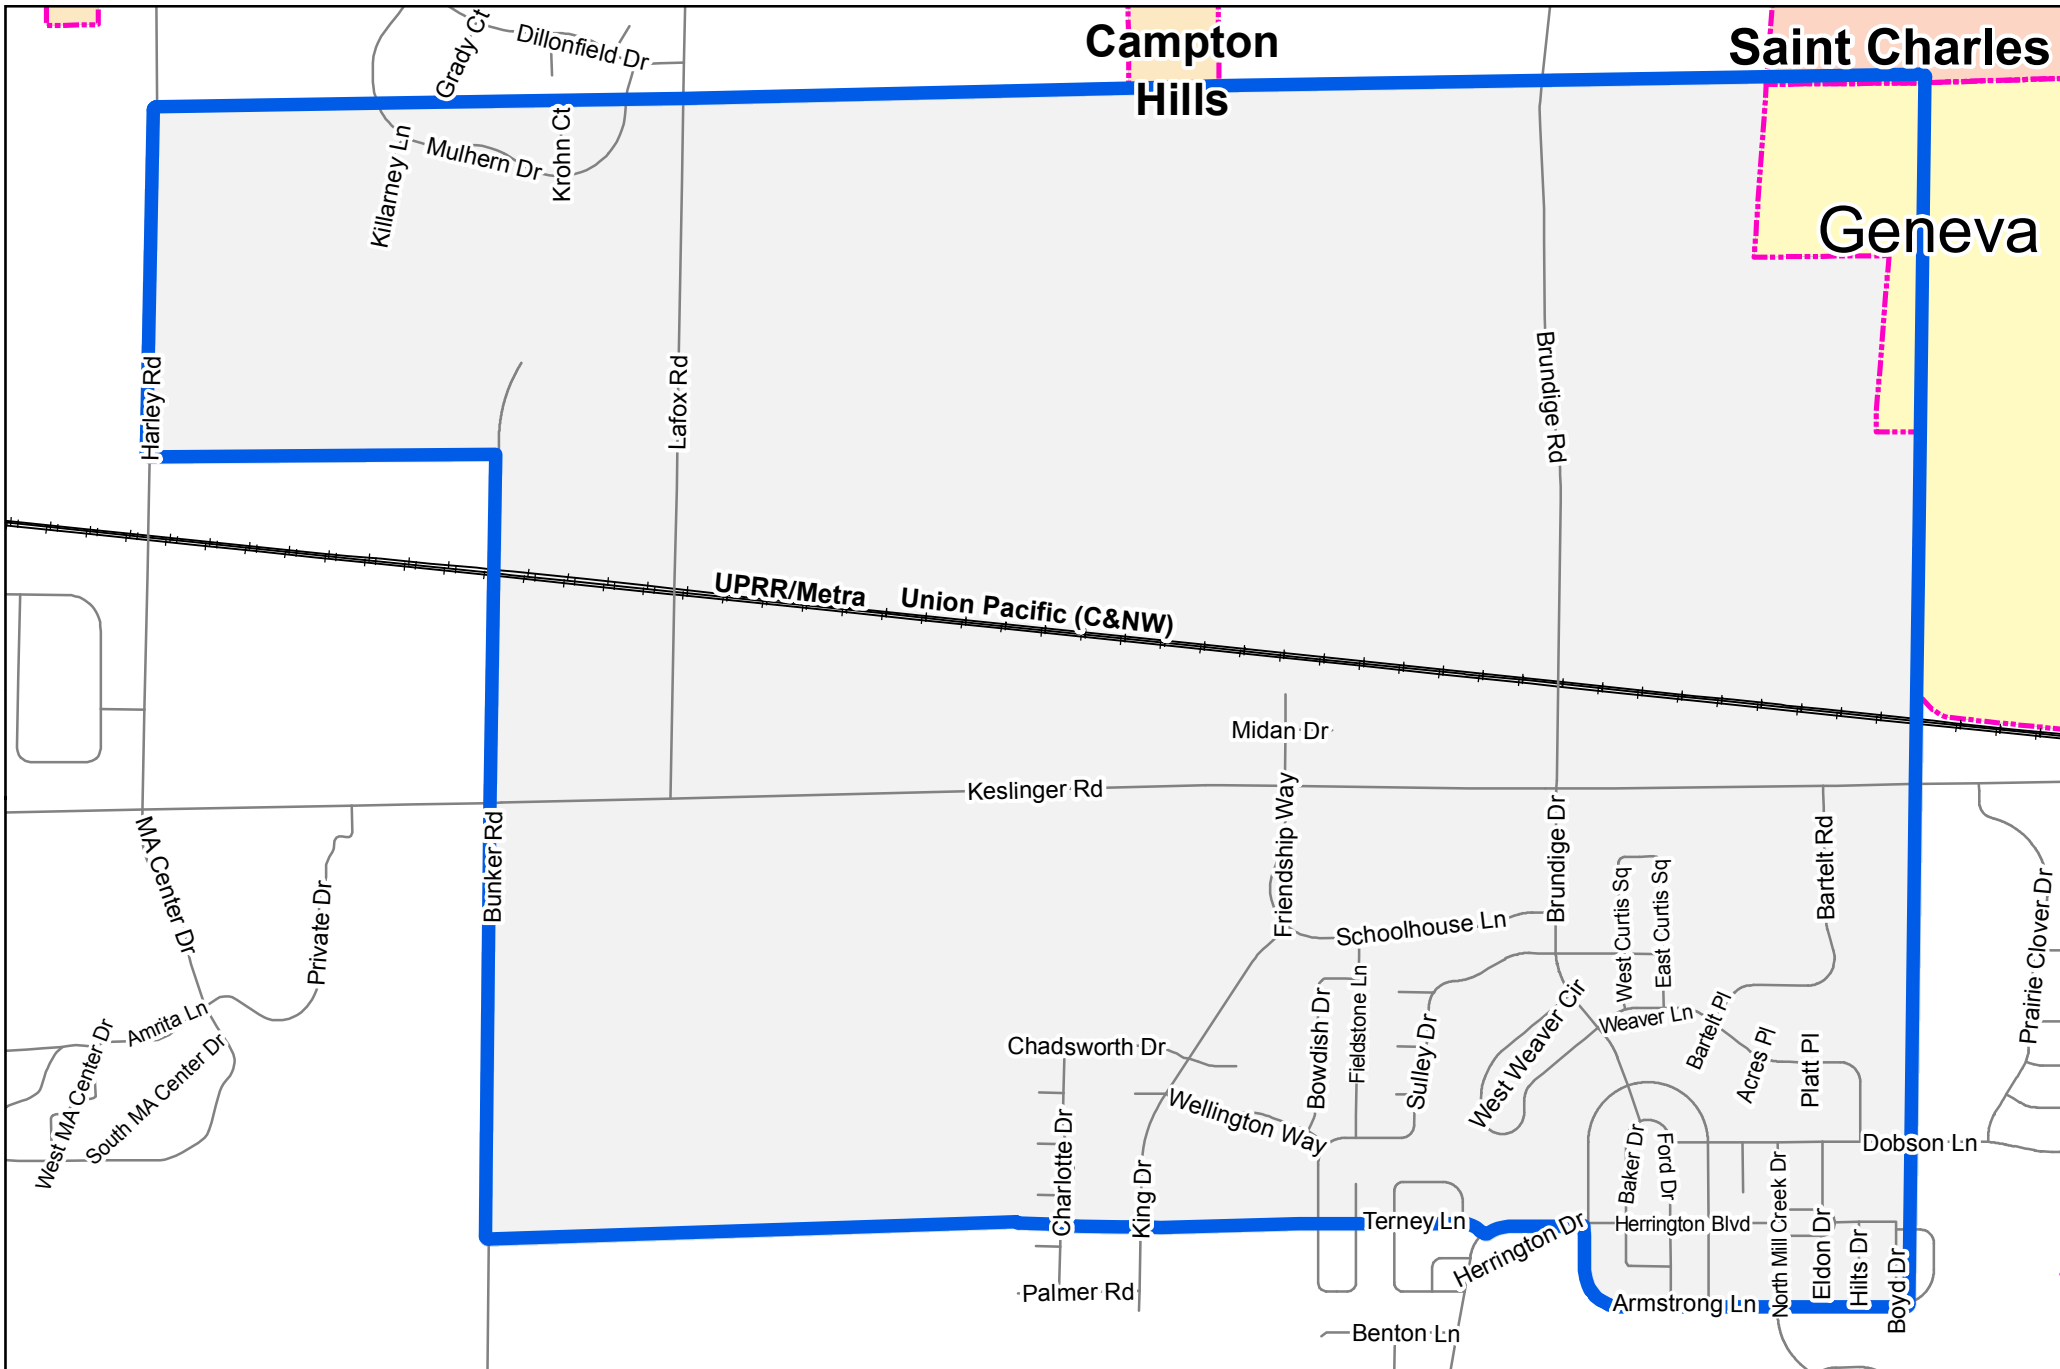 Grady Ct
Dillonfield Dr
Campton
Hills
Saint Charles
Killarney Ln
Mulhern Dr
Krohn Ct
Geneva
Harley Rd
Lafox Rd
Brundige Rd
UPRR/Metra
Union Pacific (C&NW)
Midan Dr
Keslinger Rd
Friendship Way
Brundige Dr
MA Center Dr
Private Dr
Bunker Rd
Bartelt Rd
West Curtis Sq
East Curtis Sq
Prairie Clover Dr
Schoolhouse Ln
Fieldstone Ln
Bowdish Dr
Sulley Dr
West Weaver Cir
Weaver Ln
Bartelt Pl
Acres Pl
Platt Pl
Amrita Ln
West MA Center Dr
South MA Center Dr
Chadsworth Dr
Wellington Way
Charlotte Dr
King Dr
Baker Dr
Ford Dr
Dobson Ln
North Mill Creek Dr
Terney Ln
Herrington Dr
Herrington Blvd
Eldon Dr
Hilts Dr
Boyd Dr
Palmer Rd
Armstrong Ln
Benton Ln